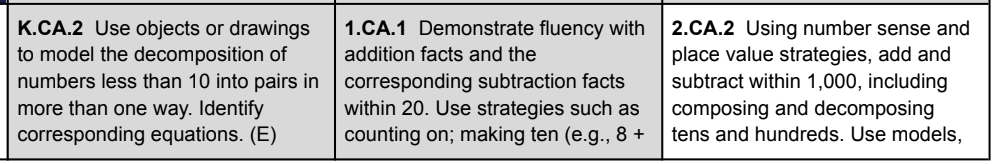 K.CA.2 Use objects or drawings
to model the decomposition of
numbers less than 10 into pairs in
more than one way. Identify
corresponding equations. (E)
1.CA.1 Demonstrate fluency with
addition facts and the
corresponding subtraction facts
within 20. Use strategies such as
counting on; making ten (e.g., 8 +
2.CA.2 Using number sense and
place value strategies, add and
subtract within 1,000, including
composing and decomposing
tens and hundreds. Use models,